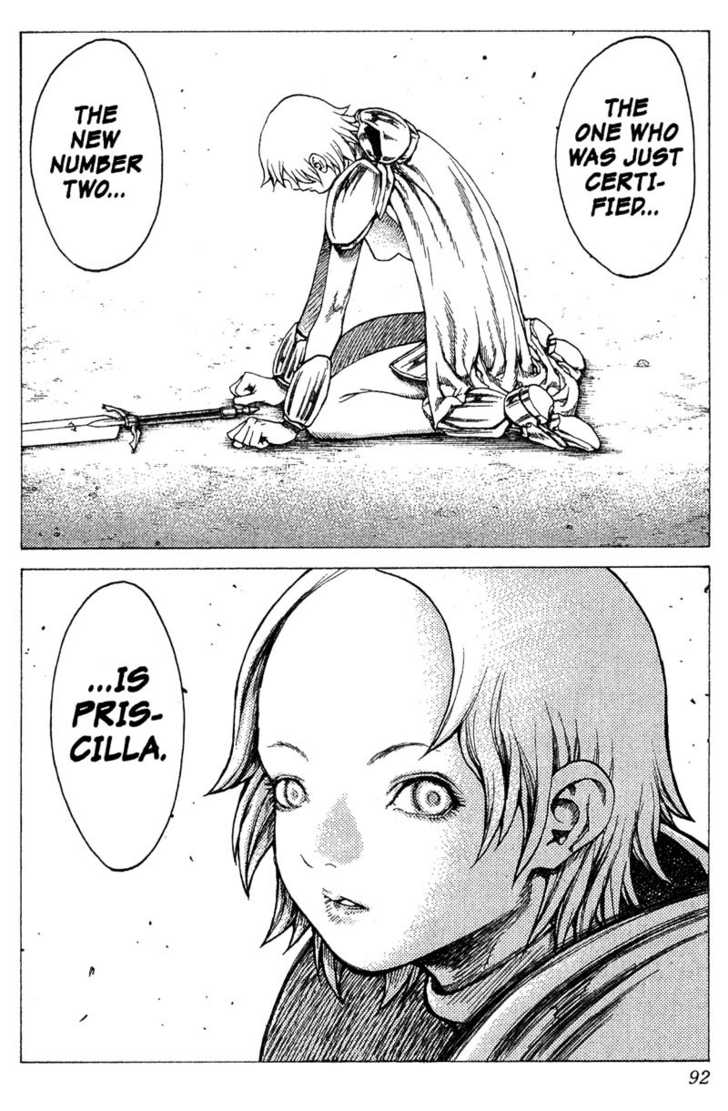 THE
ONE WHO
WAS JUST
CERTI-
FIED...
THE
NEW
NUMBER
TWO...
...IS
PRIS-
CILLA.
92